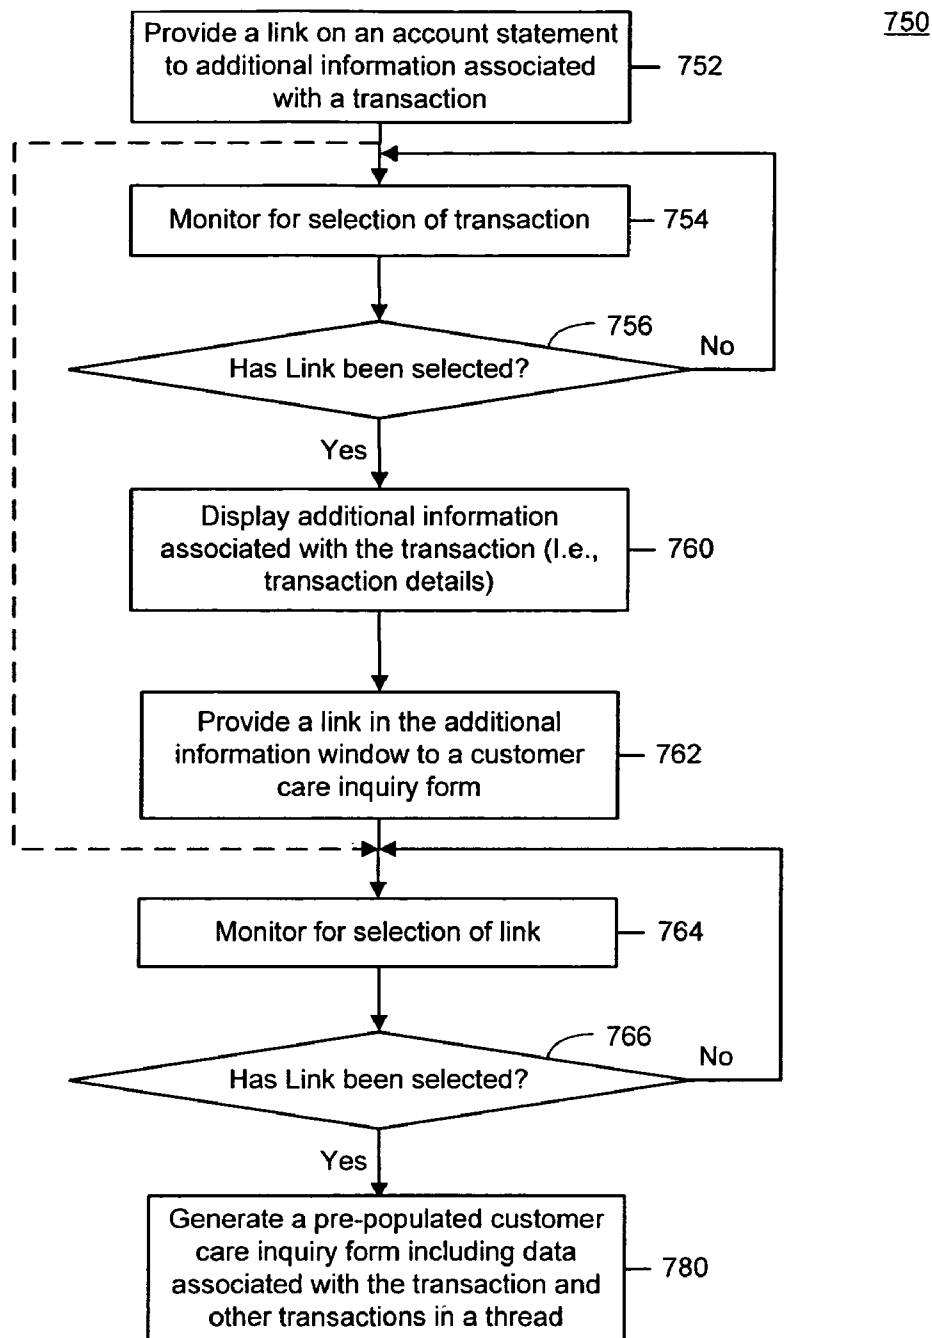 750
Provide a link on an account statement
to additional information associated
with a transaction
752
Monitor for selection of transaction
754
756
Has Link been selected?
No
Yes
Display additional information
associated with the transaction (I.e.,
transaction details)
760
Provide a link in the additional
information window to a customer
care inquiry form
762
Monitor for selection of link
764
766
Has Link been selected?
No
Yes
Generate a pre-populated customer
care inquiry form including data
associated with the transaction and
other transactions in a thread
780